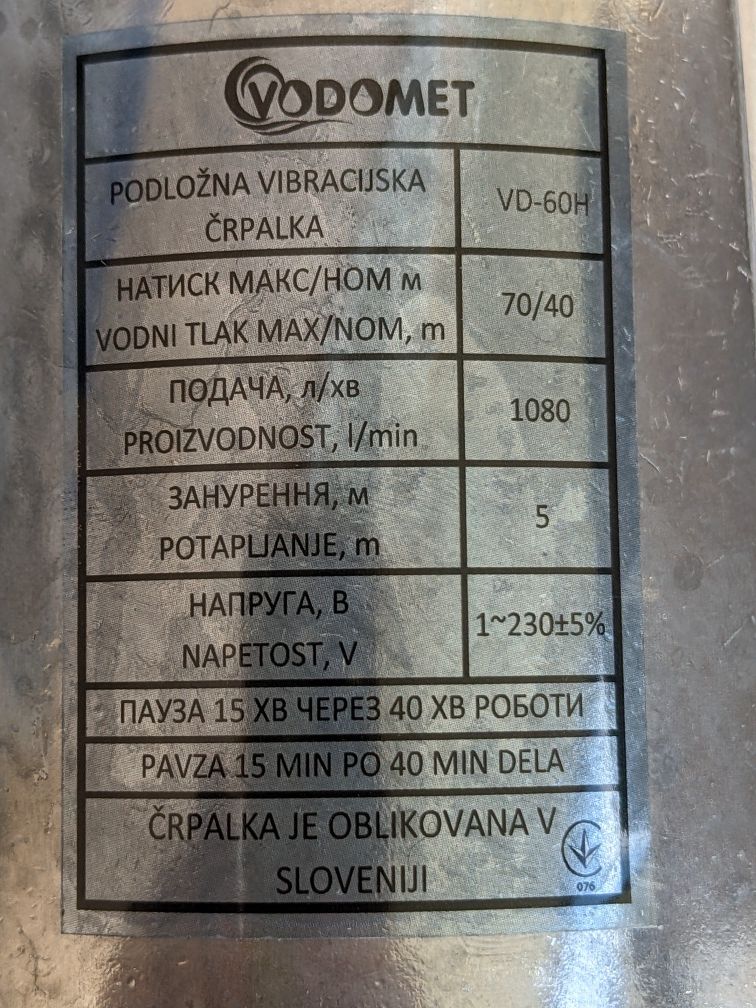 VODOMET
PODLOŽNA VIBRACIJSKA
ČRPALKA
VD-60H
НАТИСК МАКС/НОМ м
VODNI TLAK MAX/NOM, m
70/40
ПОДАЧА, л/хв
PROIZVODNOST, l/min
1080
ЗАНУРЕННЯ, м
POTAPLJANJE, m
5
НАПРУГА, В
NAPETOST, V
1~230±5%
ПАУЗА 15 ХВ ЧЕРЕЗ 40 ХВ РОБОТИ
PAVZA 15 MIN PO 40 MIN DELA
ČRPALKA JE OBLIKOVANA V
SLOVENIJI
076